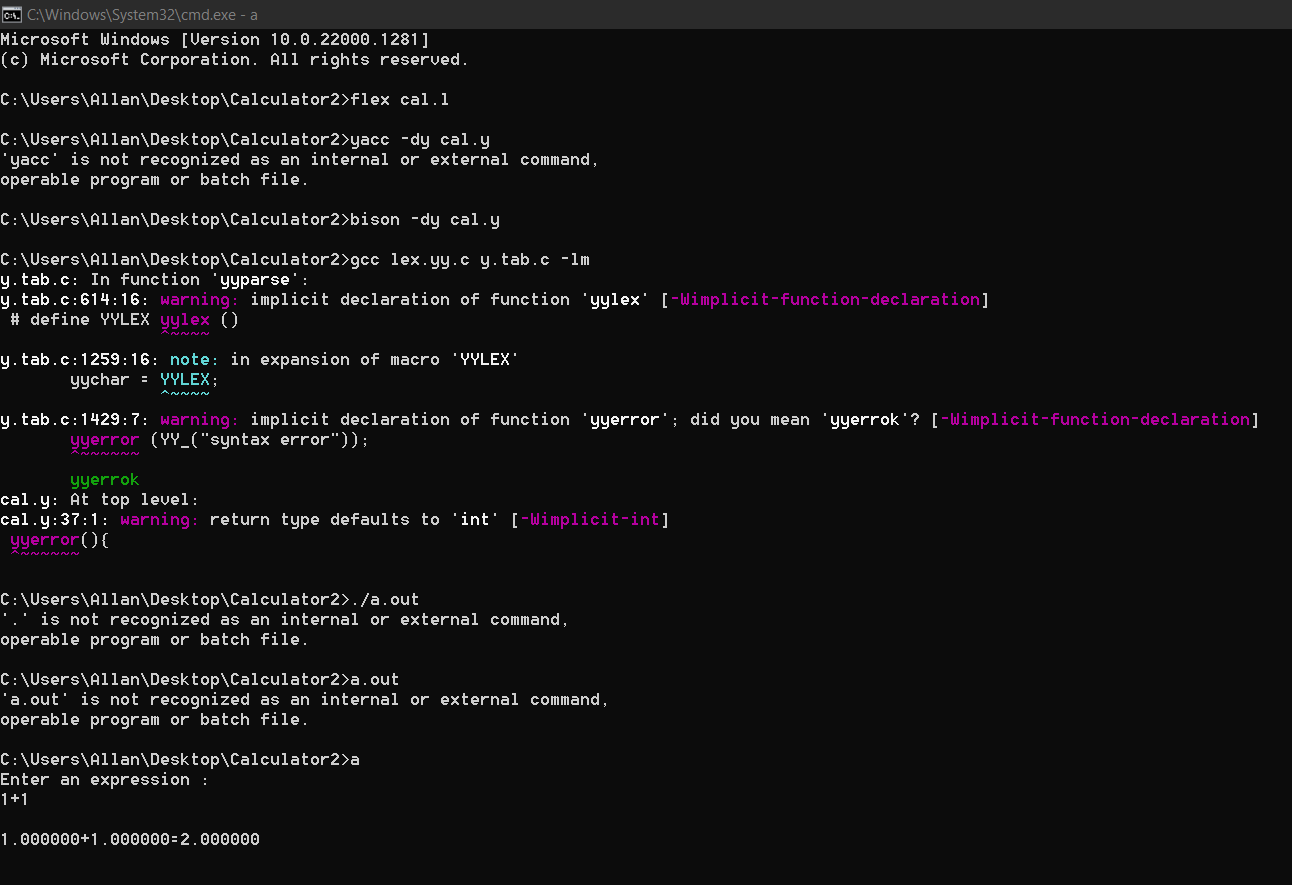 C:\Windows\System32\cmd.exe - a
Microsoft Windows [Version 10.0.22000.1281]
(c) Microsoft Corporation. All rights reserved.
C:\Users\Allan\Desktop\Calculator2>flex cal.l
C:\Users\Allan\Desktop\Calculator2>yacc -dy cal.y
'yacc' is not recognized as an internal or external command,
operable program or batch file.
C:\Users\Allan\Desktop\Calculator2>bison -dy cal.y
C:\Users\Allan\Desktop\Calculator2>gcc lex.yy.c y.tab.c -lm
y.tab.c: In function 'yyparse':
y.tab.c:614:16: warning: implicit declaration of function 'yylex' [-Wimplicit-function-declaration]
 # define YYLEX yylex ()
                ^~~~~
y.tab.c:1259:16: note: in expansion of macro 'YYLEX'
       yychar = YYLEX;
                ^~~~~
y.tab.c:1429:7: warning: implicit declaration of function 'yyerror'; did you mean 'yyerrok'? [-Wimplicit-function-declaration]
       yyerror (YY_("syntax error"));
       ^~~~~~~
       yyerrok
cal.y: At top level:
cal.y:37:1: warning: return type defaults to 'int' [-Wimplicit-int]
 yyerror(){
 ^~~~~~~
C:\Users\Allan\Desktop\Calculator2>./a.out
'.' is not recognized as an internal or external command,
operable program or batch file.
C:\Users\Allan\Desktop\Calculator2>a.out
'a.out' is not recognized as an internal or external command,
operable program or batch file.
C:\Users\Allan\Desktop\Calculator2>a
Enter an expression :
1+1
1.000000+1.000000=2.000000